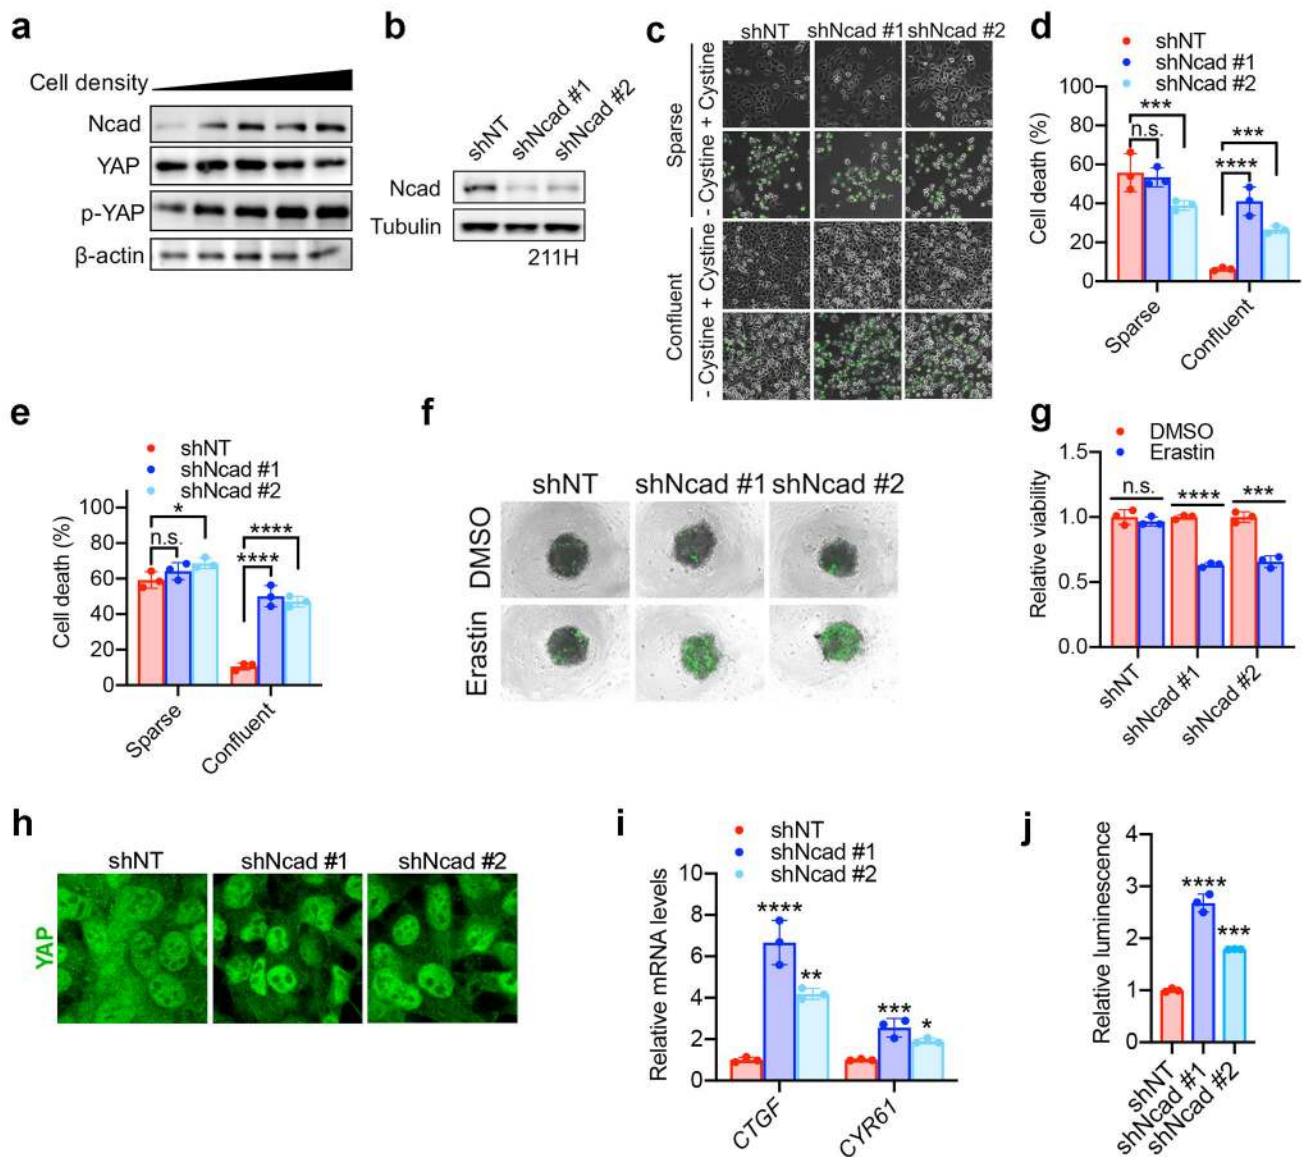 a
Cell density
Ncad
YAP
p-YAP
β-actin
b
shNT
shNcad #1
shNcad #2
Ncad
Tubulin
211H
c
shNT
shNcad #1
shNcad #2
Sparse
- Cystine + Cystine
Confluent
- Cystine + Cystine
d
shNT
shNcad #1
shNcad #2
Cell death (%)
100
80
60
40
20
0
n.s.
***
****
***
Sparse
Confluent
e
shNT
shNcad #1
shNcad #2
Cell death (%)
100
80
60
40
20
0
n.s.
*
****
****
Sparse
Confluent
f
shNT
shNcad #1
shNcad #2
DMSO
Erastin
g
DMSO
Erastin
Relative viability
1.5
1.0
0.5
0.0
n.s.
****
***
shNT
shNcad #1
shNcad #2
h
shNT
shNcad #1
shNcad #2
YAP
i
shNT
shNcad #1
shNcad #2
Relative mRNA levels
10
8
6
4
2
0
****
**
***
*
CTGF
CYR61
j
Relative luminescence
4
3
2
1
0
****
***
shNT
shNcad #1
shNcad #2